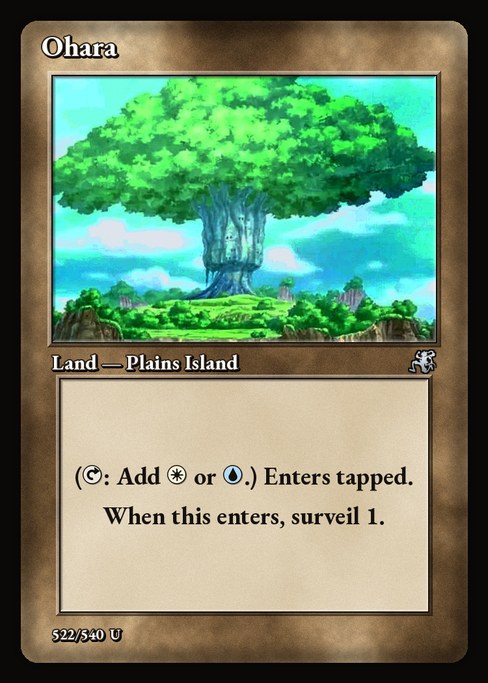 Ohara
Land — Plains Island
(: Add  or .) Enters tapped.
When this enters, surveil 1.
522/540 U